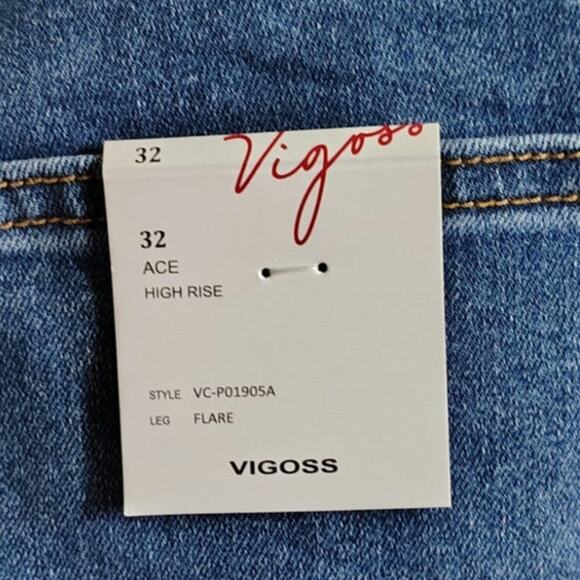 32
Vigoss
32
ACE
HIGH RISE
STYLE VC-P01905A
LEG FLARE
VIGOSS